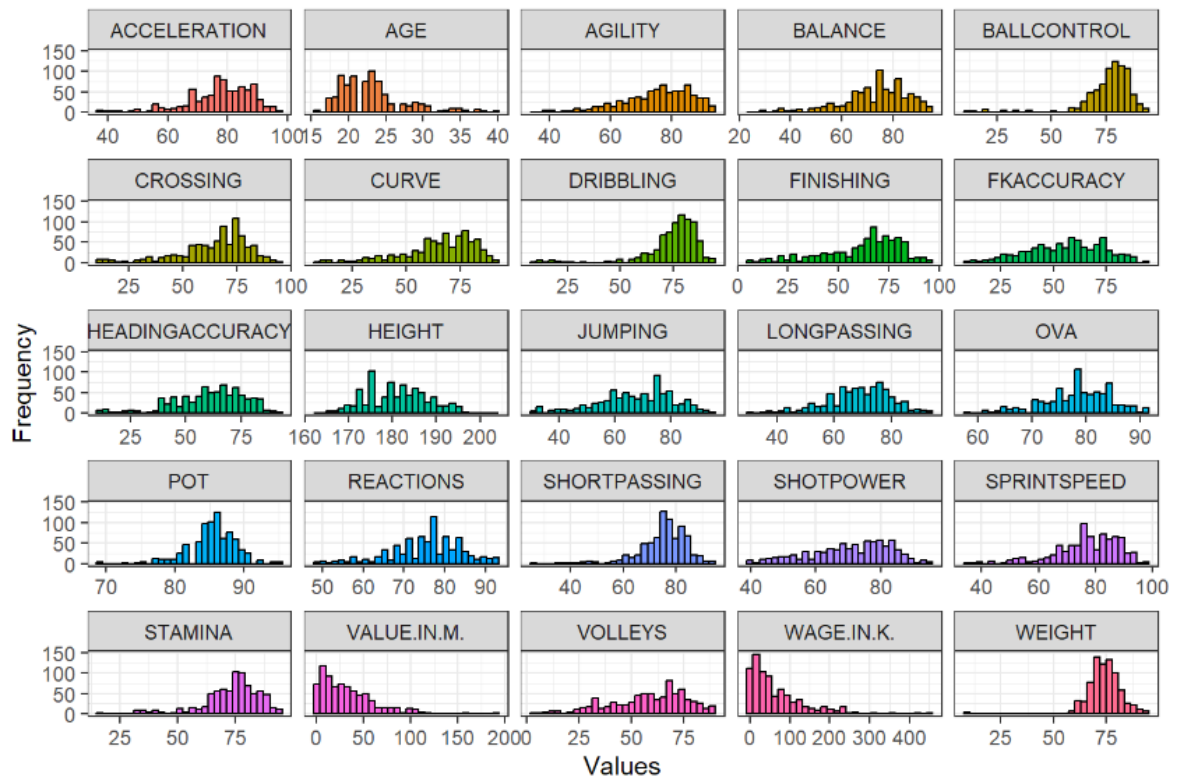 ACCELERATION AGE AGILITY BALANCE BALLCONTROL
150
100
50
0
40 60 80 100 15 20 25 30 35 40 40 60 80 20 40 60 80 25 50 75
CROSSING CURVE DRIBBLING FINISHING FKACCURACY
150
100
50
0
25 50 75 100 25 50 75 25 50 75 0 25 50 75 100 25 50 75
HEADINGACCURACY HEIGHT JUMPING LONGPASSING OVA
150
100
50
0
25 50 75 160 170 180 190 200 40 60 80 40 60 80 60 70 80 90
POT REACTIONS SHORTPASSING SHOTPOWER SPRINTSPEED
150
100
50
0
70 80 90 50 60 70 80 90 40 60 80 40 60 80 40 60 80 100
STAMINA VALUE.IN.M. VOLLEYS WAGE.IN.K. WEIGHT
150
100
50
0
25 50 75 0 50 100 150 200 0 25 50 75 0 100 200 300 400 25 50 75
Frequency
Values